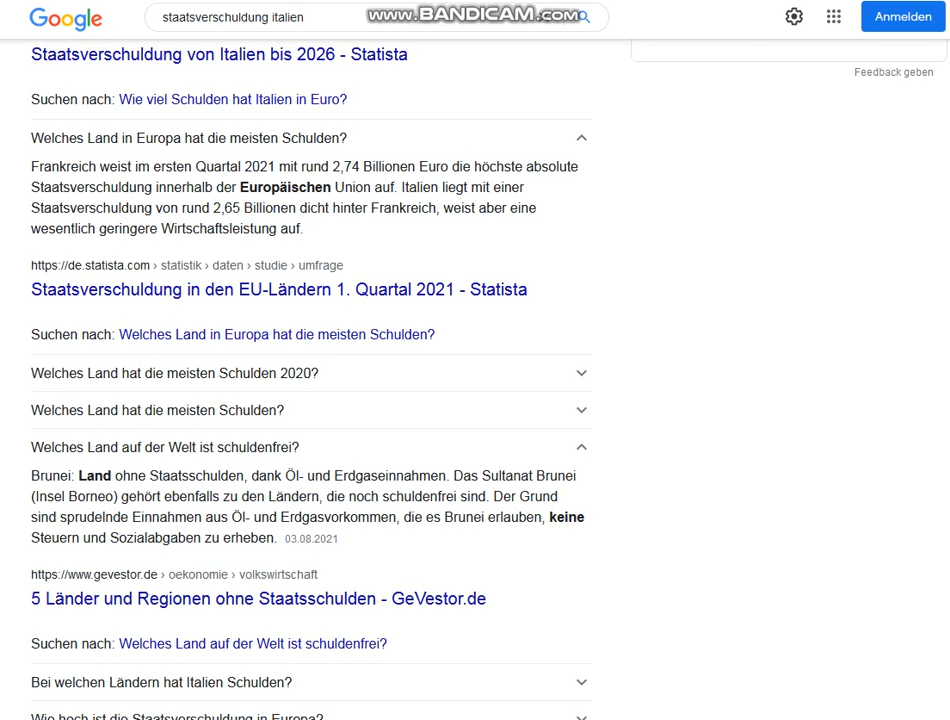 Google
staatsverschuldung italien
www.BANDICAM.com
Anmelden
Staatsverschuldung von Italien bis 2026 - Statista
Feedback geben
Suchen nach: Wie viel Schulden hat Italien in Euro?
Welches Land in Europa hat die meisten Schulden?
Frankreich weist im ersten Quartal 2021 mit rund 2,74 Billionen Euro die höchste absolute
Staatsverschuldung innerhalb der Europäischen Union auf. Italien liegt mit einer
Staatsverschuldung von rund 2,65 Billionen dicht hinter Frankreich, weist aber eine
wesentlich geringere Wirtschaftsleistung auf.
https://de.statista.com › statistik › daten › studie › umfrage
Staatsverschuldung in den EU-Ländern 1. Quartal 2021 - Statista
Suchen nach: Welches Land in Europa hat die meisten Schulden?
Welches Land hat die meisten Schulden 2020?
Welches Land hat die meisten Schulden?
Welches Land auf der Welt ist schuldenfrei?
Brunei: Land ohne Staatsschulden, dank Öl- und Erdgaseinnahmen. Das Sultanat Brunei
(Insel Borneo) gehört ebenfalls zu den Ländern, die noch schuldenfrei sind. Der Grund
sind sprudelnde Einnahmen aus Öl- und Erdgasvorkommen, die es Brunei erlauben, keine
Steuern und Sozialabgaben zu erheben. 03.08.2021
https://www.gevestor.de › oekonomie › volkswirtschaft
5 Länder und Regionen ohne Staatsschulden - GeVestor.de
Suchen nach: Welches Land auf der Welt ist schuldenfrei?
Bei welchen Ländern hat Italien Schulden?
Wie hoch ist die Staatsverschuldung in Europa?